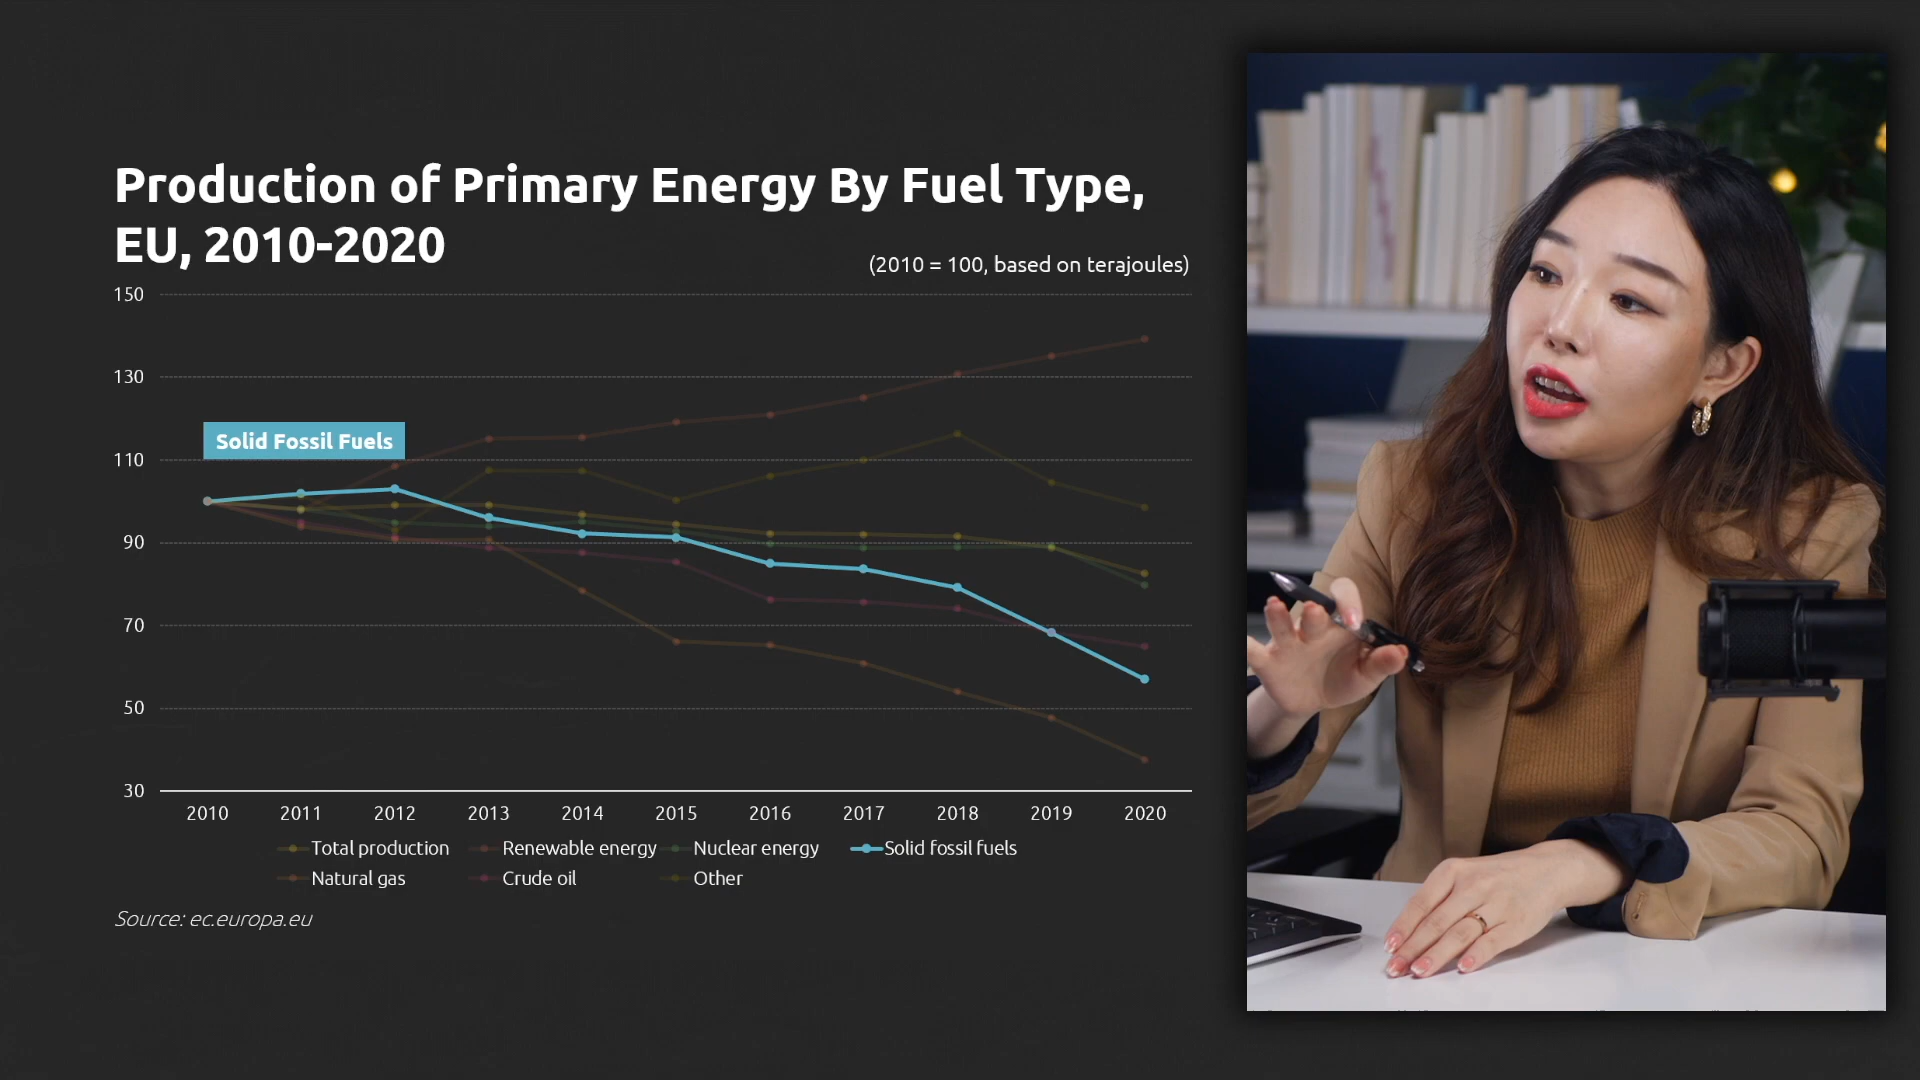 Production of Primary Energy By Fuel Type,
EU, 2010-2020
(2010 = 100, based on terajoules)
150
130
Solid Fossil Fuels
110
90
70
50
30
2010 2011 2012 2013 2014 2015 2016 2017 2018 2019 2020
Total production Renewable energy Nuclear energy Solid fossil fuels
Natural gas Crude oil Other
Source: ec.europa.eu